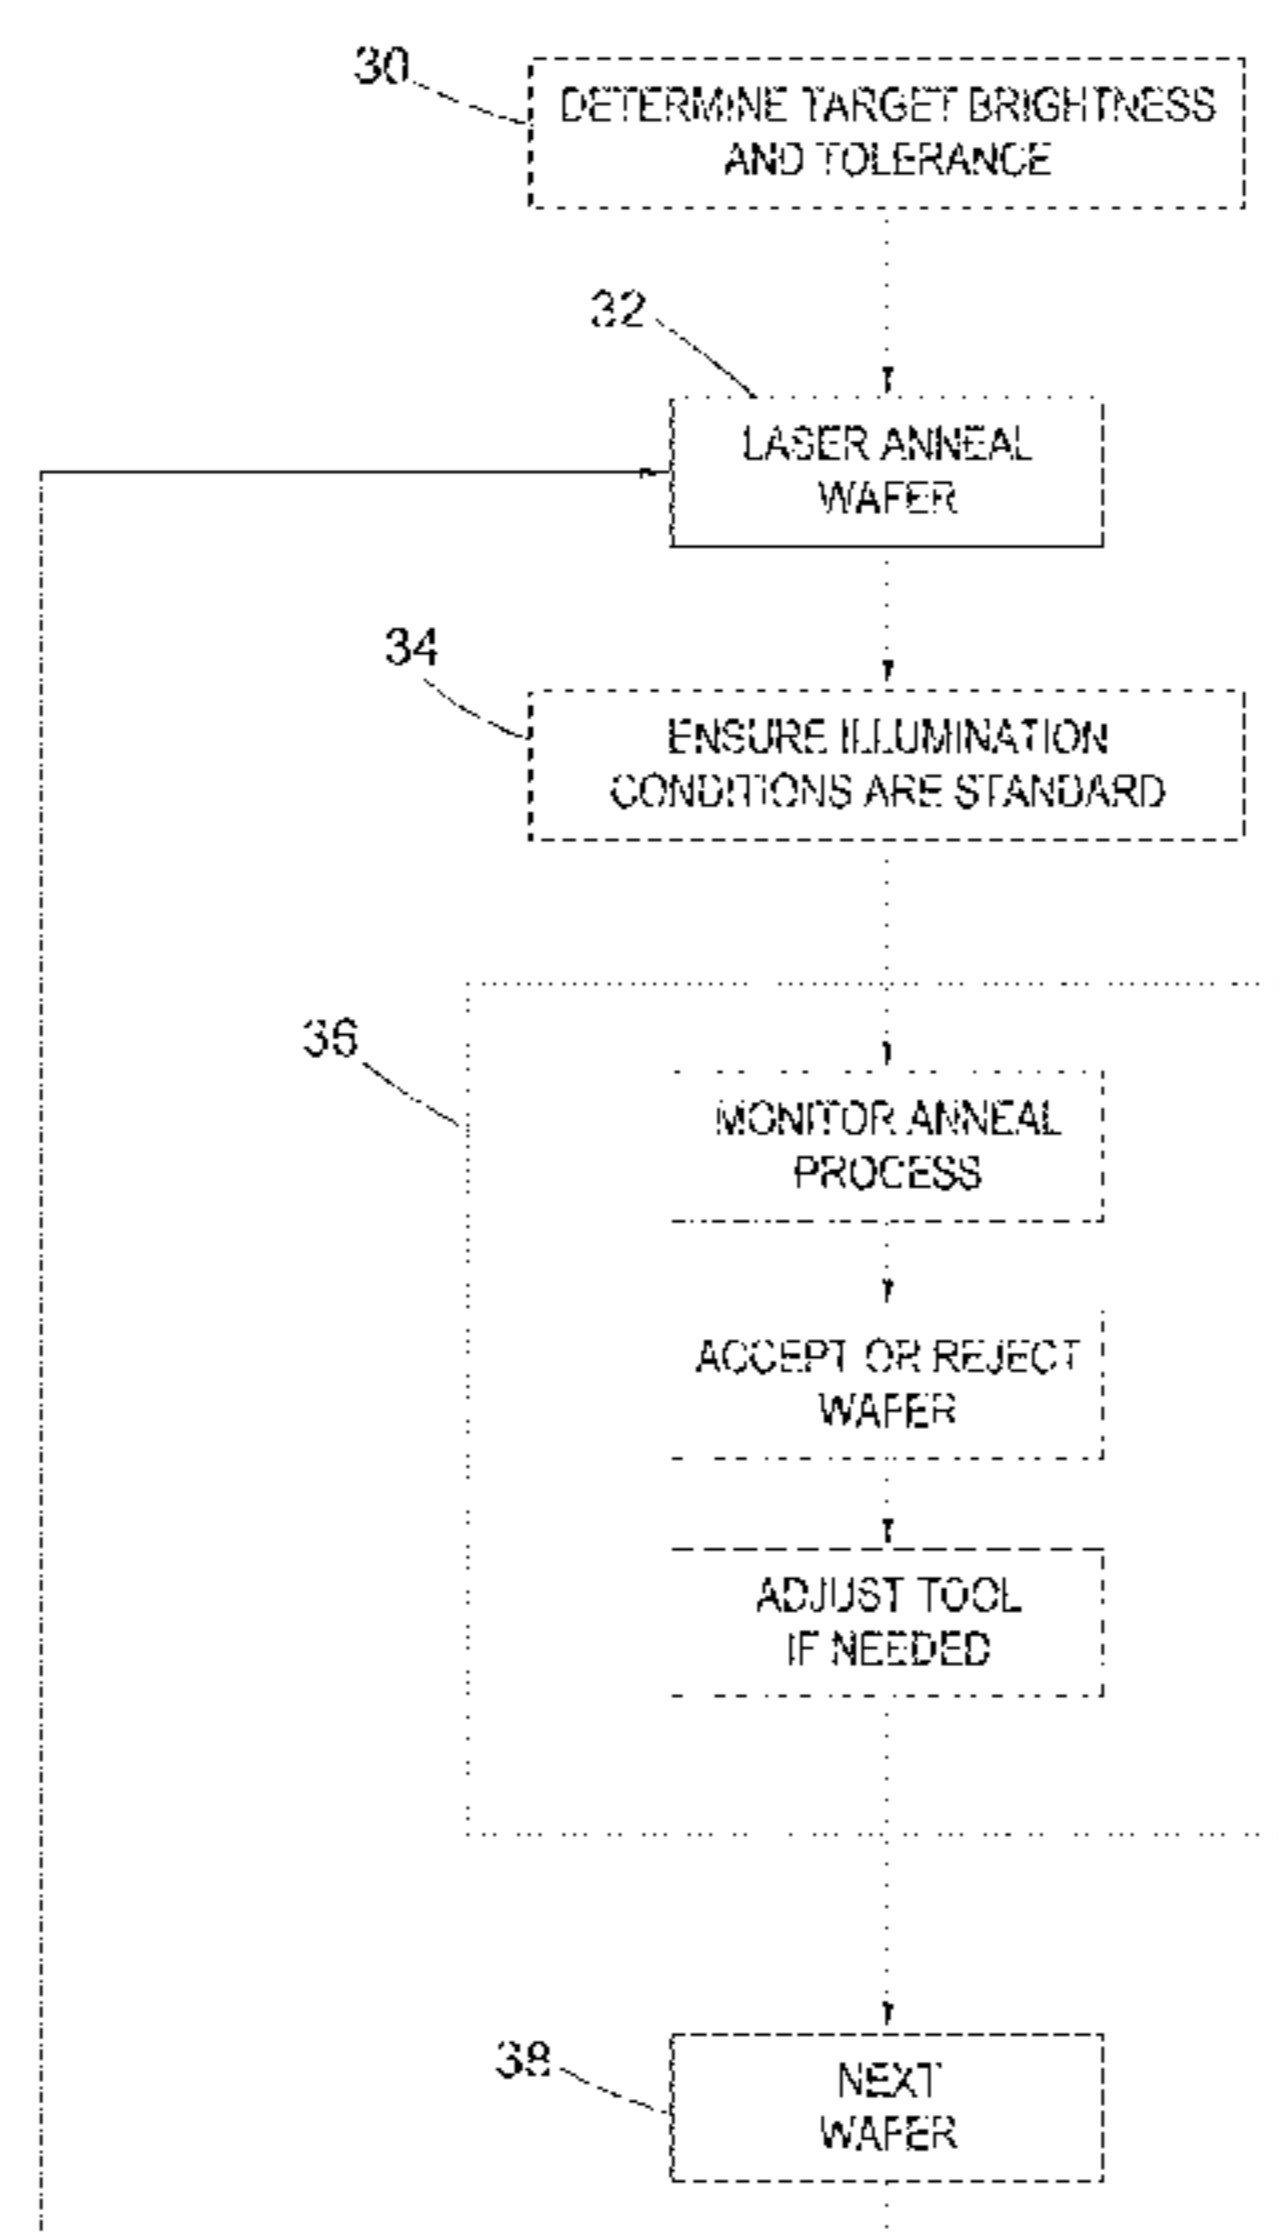 30
DETERMINE TARGET BRIGHTNESS
AND TOLERANCE
32
LASER ANNEAL
WAFER
34
ENSURE ILLUMINATION
CONDITIONS ARE STANDARD
36
MONITOR ANNEAL
PROCESS
ACCEPT OR REJECT
WAFER
ADJUST TOOL
IF NEEDED
38
NEXT
WAFER